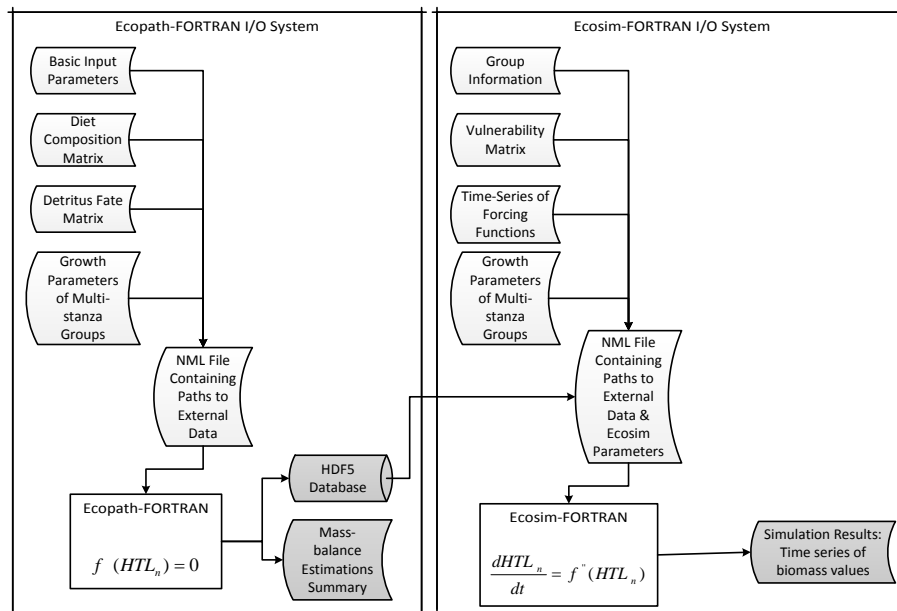 Ecopath-FORTRAN I/O System
Basic Input
Parameters
Diet
Composition
Matrix
Detritus Fate
Matrix
Growth
Parameters
of Multi-
stanza
Groups
NML File
Containing
Paths to
External
Data
Ecopath-FORTRAN
f (HTL_n) = 0
HDF5
Database
Mass-
balance
Estimations
Summary
Ecosim-FORTRAN I/O System
Group
Information
Vulnerability
Matrix
Time-Series of
Forcing
Functions
Growth
Parameters
of Multi-
stanza
Groups
NML File
Containing
Paths to
External
Data &
Ecosim
Parameters
Ecosim-FORTRAN
dHTL_n / dt = f " (HTL_n)
Simulation Results:
Time series of
biomass values